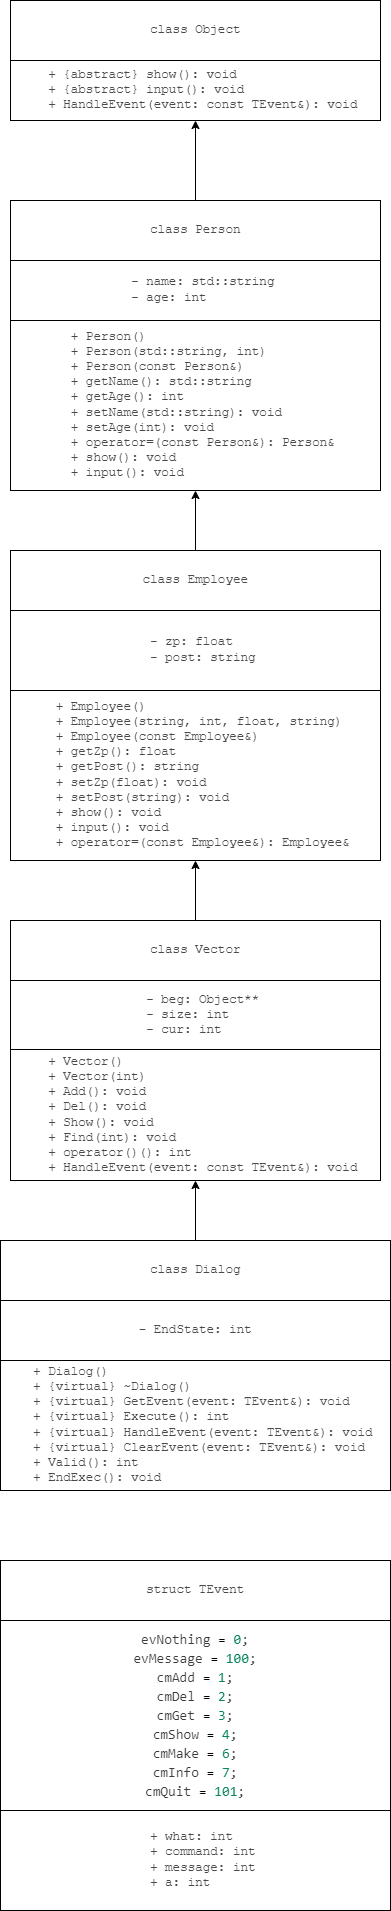 class Object
+ {abstract} show(): void
+ {abstract} input(): void
+ HandleEvent(event: const TEvent&): void
class Person
- name: std::string
- age: int
+ Person()
+ Person(std::string, int)
+ Person(const Person&)
+ getName(): std::string
+ getAge(): int
+ setName(std::string): void
+ setAge(int): void
+ operator=(const Person&): Person&
+ show(): void
+ input(): void
class Employee
- zp: float
- post: string
+ Employee()
+ Employee(string, int, float, string)
+ Employee(const Employee&)
+ getZp(): float
+ getPost(): string
+ setZp(float): void
+ setPost(string): void
+ show(): void
+ input(): void
+ operator=(const Employee&): Employee&
class Vector
- beg: Object**
- size: int
- cur: int
+ Vector()
+ Vector(int)
+ Add(): void
+ Del(): void
+ Show(): void
+ Find(int): void
+ operator()(): int
+ HandleEvent(event: const TEvent&): void
class Dialog
- EndState: int
+ Dialog()
+ {virtual} ~Dialog()
+ {virtual} GetEvent(event: TEvent&): void
+ {virtual} Execute(): int
+ {virtual} HandleEvent(event: TEvent&): void
+ {virtual} ClearEvent(event: TEvent&): void
+ Valid(): int
+ EndExec(): void
struct TEvent
evNothing = 0;
evMessage = 100;
cmAdd = 1;
cmDel = 2;
cmGet = 3;
cmShow = 4;
cmMake = 6;
cmInfo = 7;
cmQuit = 101;
+ what: int
+ command: int
+ message: int
+ a: int